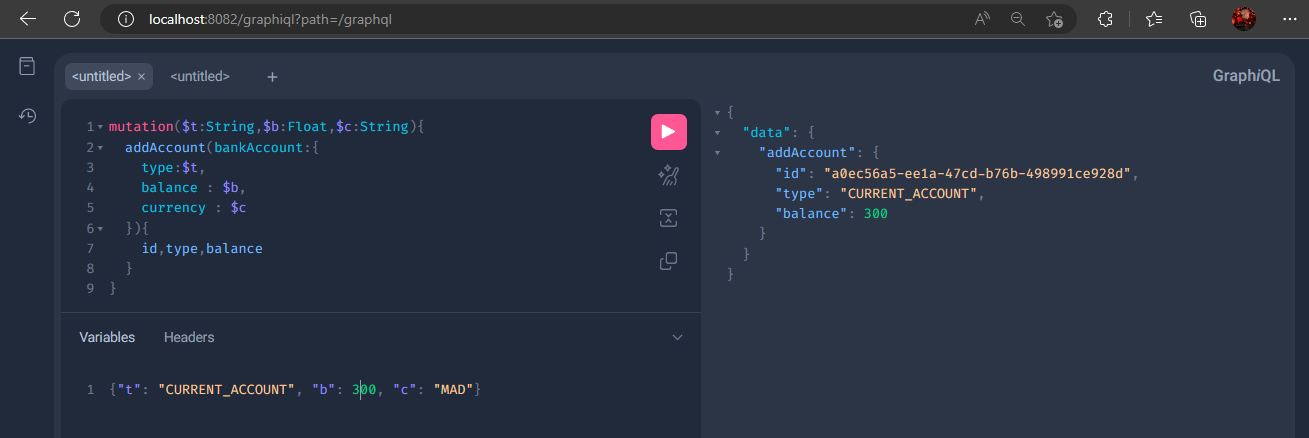 localhost:8082/graphiql?path=/graphql
<untitled> × <untitled> +
GraphiQL
1 mutation($t:String,$b:Float,$c:String){
2 addAccount(bankAccount:{
3 type:$t,
4 balance : $b,
5 currency : $c
6 }){
7 id,type,balance
8 }
9 }
Variables Headers
1 {"t": "CURRENT_ACCOUNT", "b": 300, "c": "MAD"}
{
"data": {
"addAccount": {
"id": "a0ec56a5-ee1a-47cd-b76b-498991ce928d",
"type": "CURRENT_ACCOUNT",
"balance": 300
}
}
}